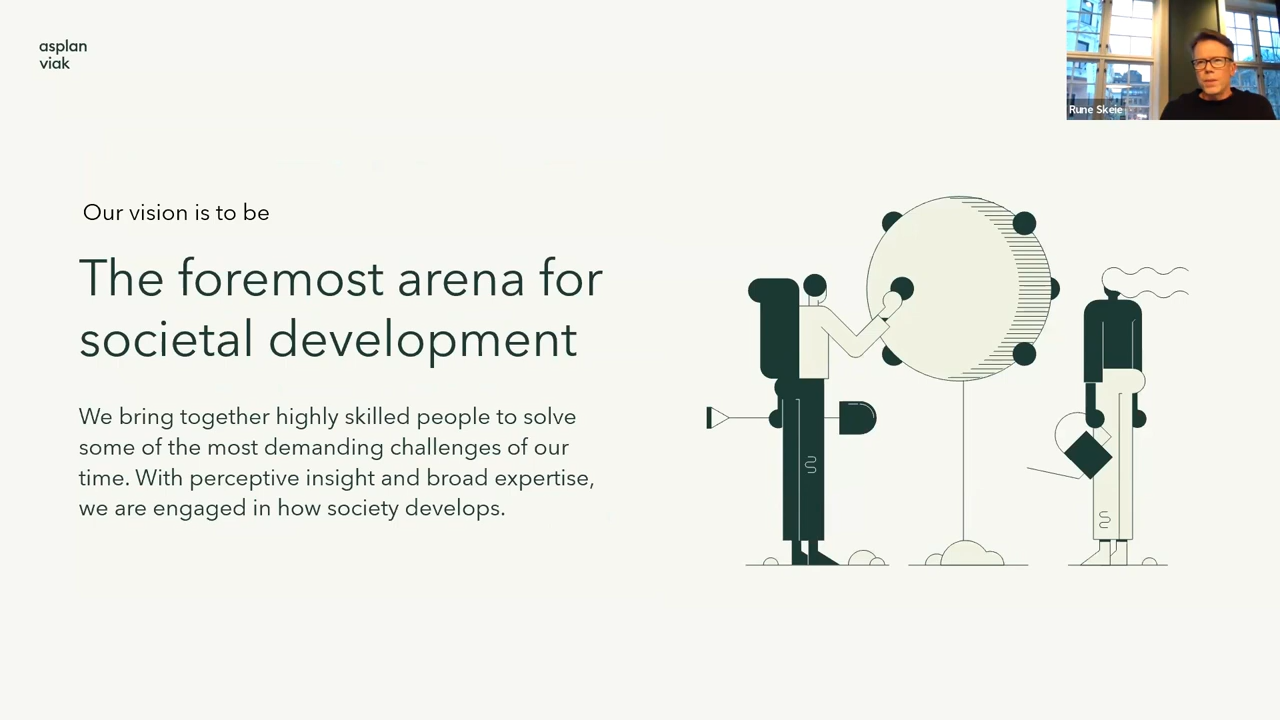 asplan
viak
Rune Skeie
Our vision is to be
The foremost arena for
societal development
We bring together highly skilled people to solve
some of the most demanding challenges of our
time. With perceptive insight and broad expertise,
we are engaged in how society develops.